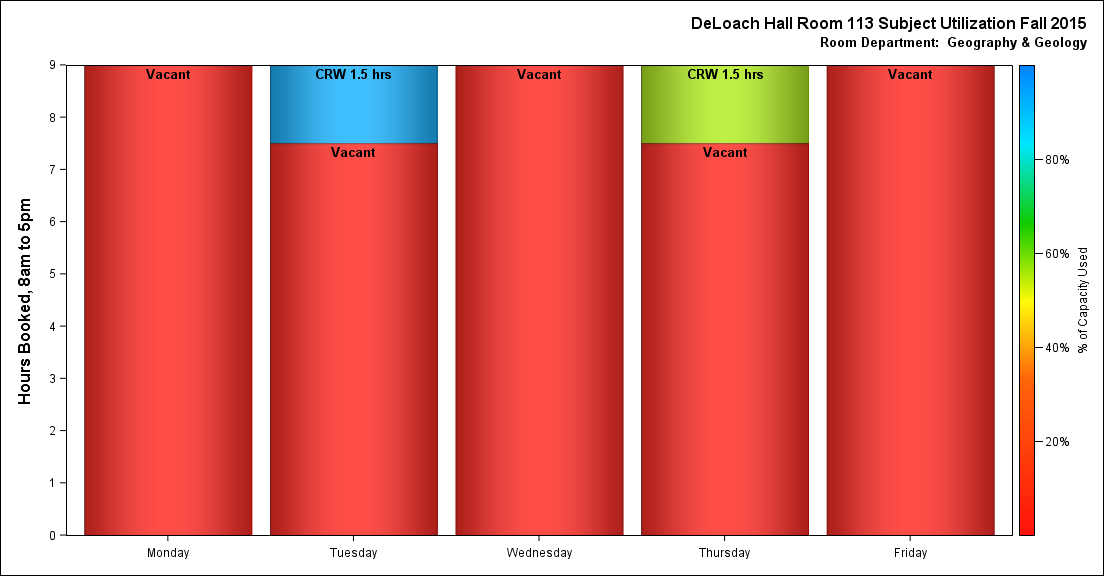 DeLoach Hall Room 113 Subject Utilization Fall 2015
Room Department:  Geography & Geology
Hours Booked, 8am to 5pm
9
8
7
6
5
4
3
2
1
0
Vacant
CRW 1.5 hrs
Vacant
Vacant
CRW 1.5 hrs
Vacant
Vacant
Monday
Tuesday
Wednesday
Thursday
Friday
80%
60%
40%
20%
% of Capacity Used